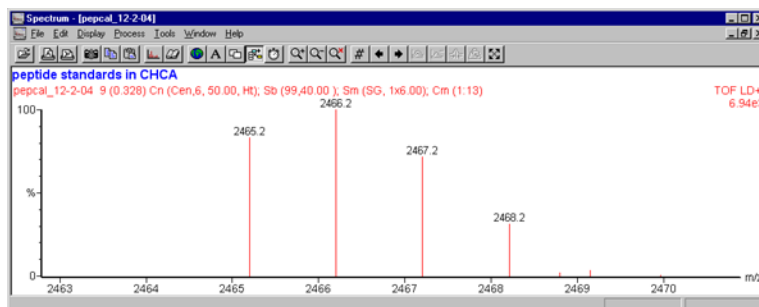 Spectrum - [pepcal_12-2-04]
File Edit Display Process Tools Window Help
A #
peptide standards in CHCA
pepcal_12-2-04 9 (0.328) Cn (Cen,6, 50.00, Ht); Sb (99,40.00 ); Sm (SG, 1x6.00); Cm (1:13)
TOF LD+
100
2466.2
2465.2
2467.2
%
2468.2
0
m/z
2463 2464 2465 2466 2467 2468 2469 2470